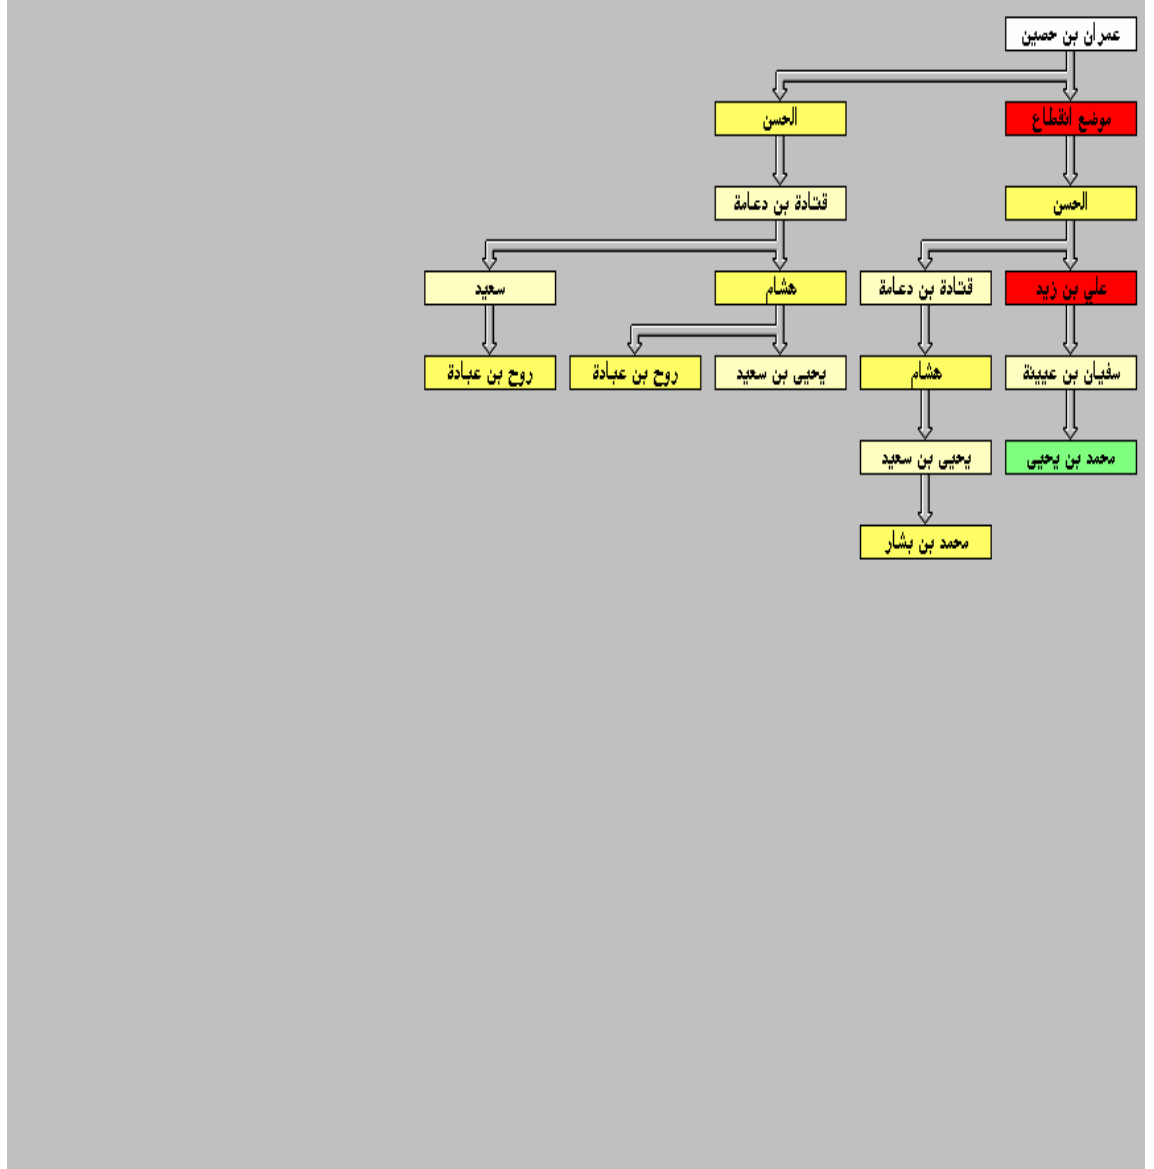 عمران بن حصين
موضع انقطاع
الحسن
الحسن
قتادة بن دعامة
علي بن زيد
قتادة بن دعامة
هشام
سعيد
سفيان بن عيينة
هشام
يحيى بن سعيد
روح بن عبادة
روح بن عبادة
محمد بن يحيى
يحيى بن سعيد
محمد بن بشار